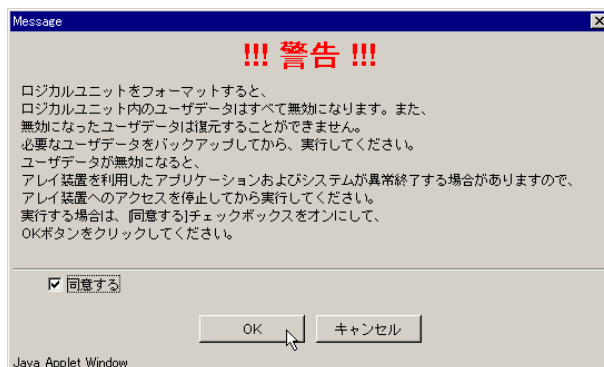 Message
!!! 警告 !!!
ロジカルユニットをフォーマットすると、
ロジカルユニット内のユーザデータはすべて無効になります。また、
無効になったユーザデータは復元することができません。
必要なユーザデータをバックアップしてから、実行してください。
ユーザデータが無効になると、
アレイ装置を利用したアプリケーションおよびシステムが異常終了する場合がありますので、
アレイ装置へのアクセスを停止してから実行してください。
実行する場合は、[同意する]チェックボックスをオンにして、
OKボタンをクリックしてください。
同意する
OK キャンセル
Java Applet Window